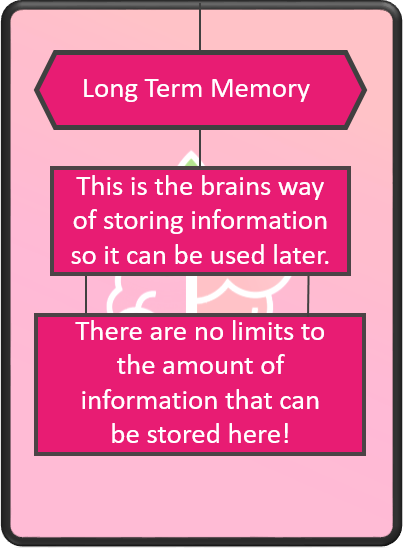 Long Term Memory
This is the brains way
of storing information
so it can be used later.
There are no limits to
the amount of
information that can
be stored here!